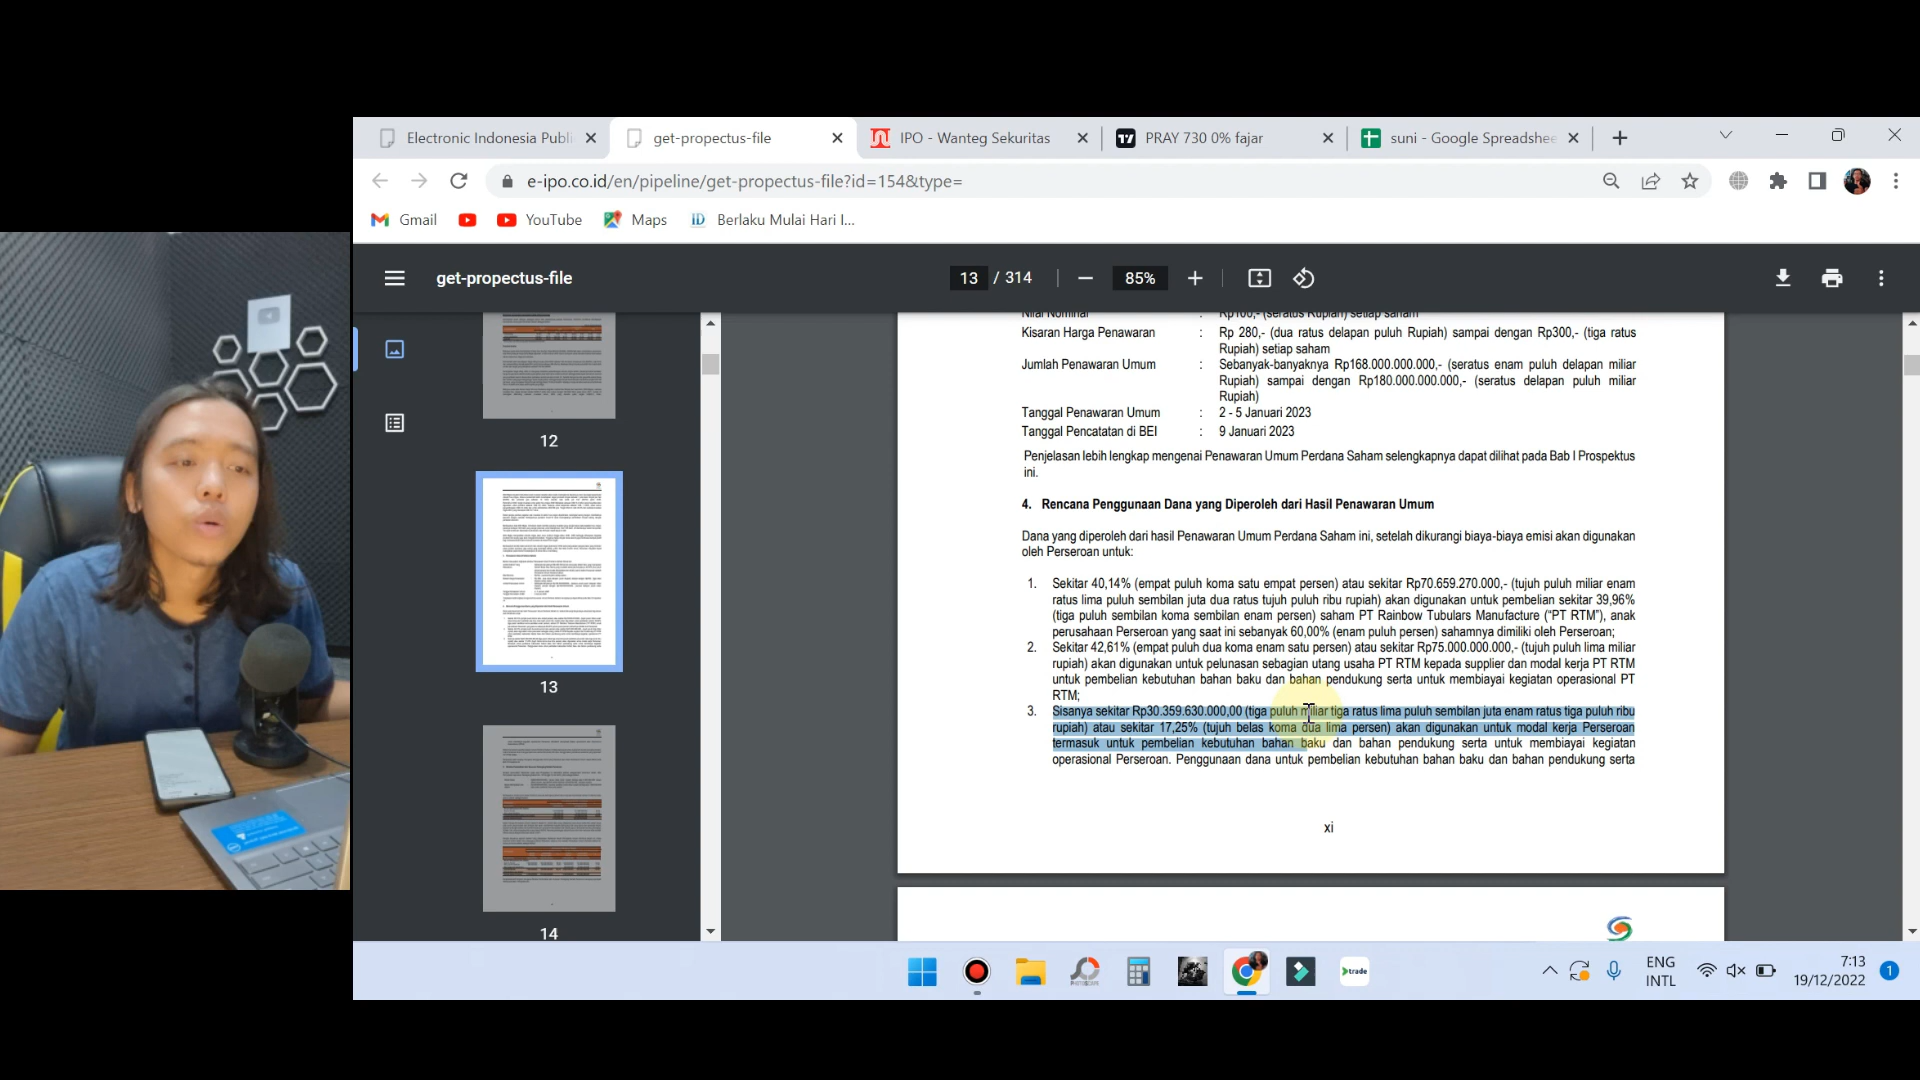 Electronic Indonesia Publi
get-propectus-file
IPO - Wanteg Sekuritas
PRAY 730 0% fajar
suni - Google Spreadshee
e-ipo.co.id/en/pipeline/get-propectus-file?id=154&type=
Gmail
YouTube
Maps
ID
Berlaku Mulai Hari I...
get-propectus-file
13 / 314
85%
12
13
14
Nilai Nominal : Rp100,- (seratus Rupiah) setiap saham
Kisaran Harga Penawaran : Rp 280,- (dua ratus delapan puluh Rupiah) sampai dengan Rp300,- (tiga ratus
Rupiah) setiap saham
Jumlah Penawaran Umum : Sebanyak-banyaknya Rp168.000.000.000,- (seratus enam puluh delapan miliar
Rupiah) sampai dengan Rp180.000.000.000,- (seratus delapan puluh miliar
Rupiah)
Tanggal Penawaran Umum : 2 - 5 Januari 2023
Tanggal Pencatatan di BEI : 9 Januari 2023
Penjelasan lebih lengkap mengenai Penawaran Umum Perdana Saham selengkapnya dapat dilihat pada Bab I Prospektus
ini.
4. Rencana Penggunaan Dana yang Diperoleh dari Hasil Penawaran Umum
Dana yang diperoleh dari hasil Penawaran Umum Perdana Saham ini, setelah dikurangi biaya-biaya emisi akan digunakan
oleh Perseroan untuk:
1. Sekitar 40,14% (empat puluh koma satu empat persen) atau sekitar Rp70.659.270.000,- (tujuh puluh miliar enam
ratus lima puluh sembilan juta dua ratus tujuh puluh ribu rupiah) akan digunakan untuk pembelian sekitar 39,96%
(tiga puluh sembilan koma sembilan enam persen) saham PT Rainbow Tubulars Manufacture (“PT RTM”), anak
perusahaan Perseroan yang saat ini sebanyak 60,00% (enam puluh persen) sahamnya dimiliki oleh Perseroan;
2. Sekitar 42,61% (empat puluh dua koma enam satu persen) atau sekitar Rp75.000.000.000,- (tujuh puluh lima miliar
rupiah) akan digunakan untuk pelunasan sebagian utang usaha PT RTM kepada supplier dan modal kerja PT RTM
untuk pembelian kebutuhan bahan baku dan bahan pendukung serta untuk membiayai kegiatan operasional PT
RTM;
3. Sisanya sekitar Rp30.359.630.000,00 (tiga puluh miliar tiga ratus lima puluh sembilan juta enam ratus tiga puluh ribu
rupiah) atau sekitar 17,25% (tujuh belas koma dua lima persen) akan digunakan untuk modal kerja Perseroan
termasuk untuk pembelian kebutuhan bahan baku dan bahan pendukung serta untuk membiayai kegiatan
operasional Perseroan. Penggunaan dana untuk pembelian kebutuhan bahan baku dan bahan pendukung serta
xi
trade
ENG
INTL
7:13
19/12/2022
1